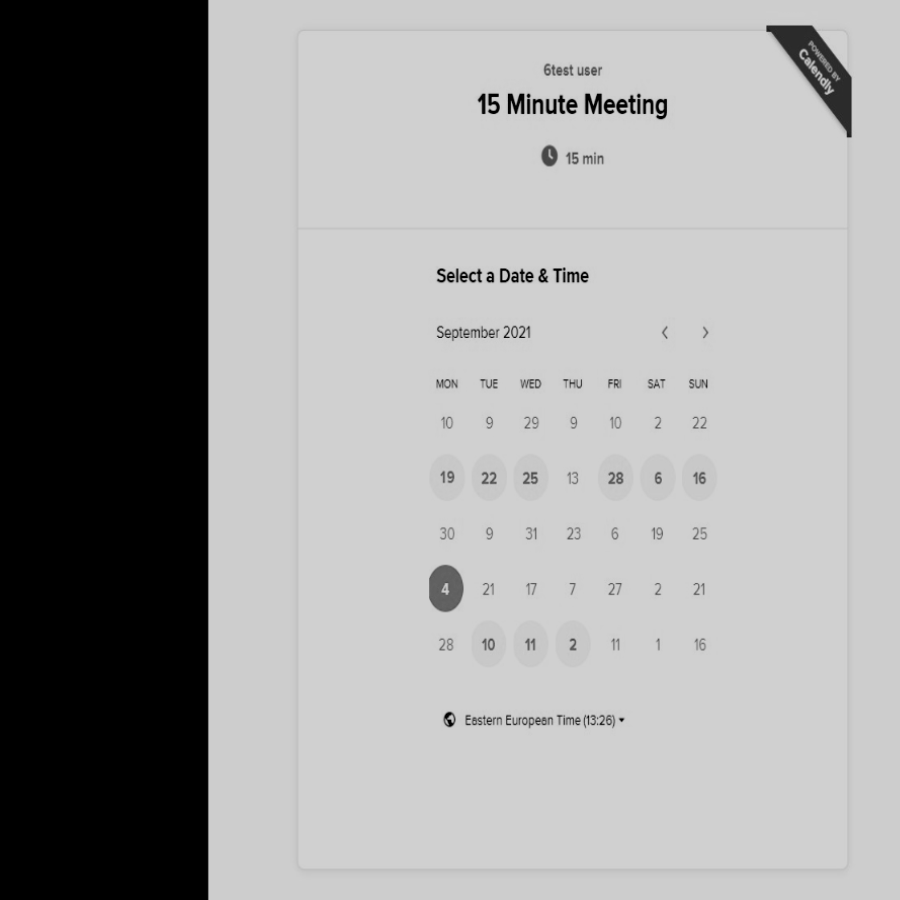 POWERED BY
Calendly
6test user
15 Minute Meeting
15 min
Select a Date & Time
September 2021
MON TUE WED THU FRI SAT SUN
10 9 29 9 10 2 22
19 22 25 13 28 6 16
30 9 31 23 6 19 25
4 21 17 7 27 2 21
28 10 11 2 11 1 16
Eastern European Time (13:26)